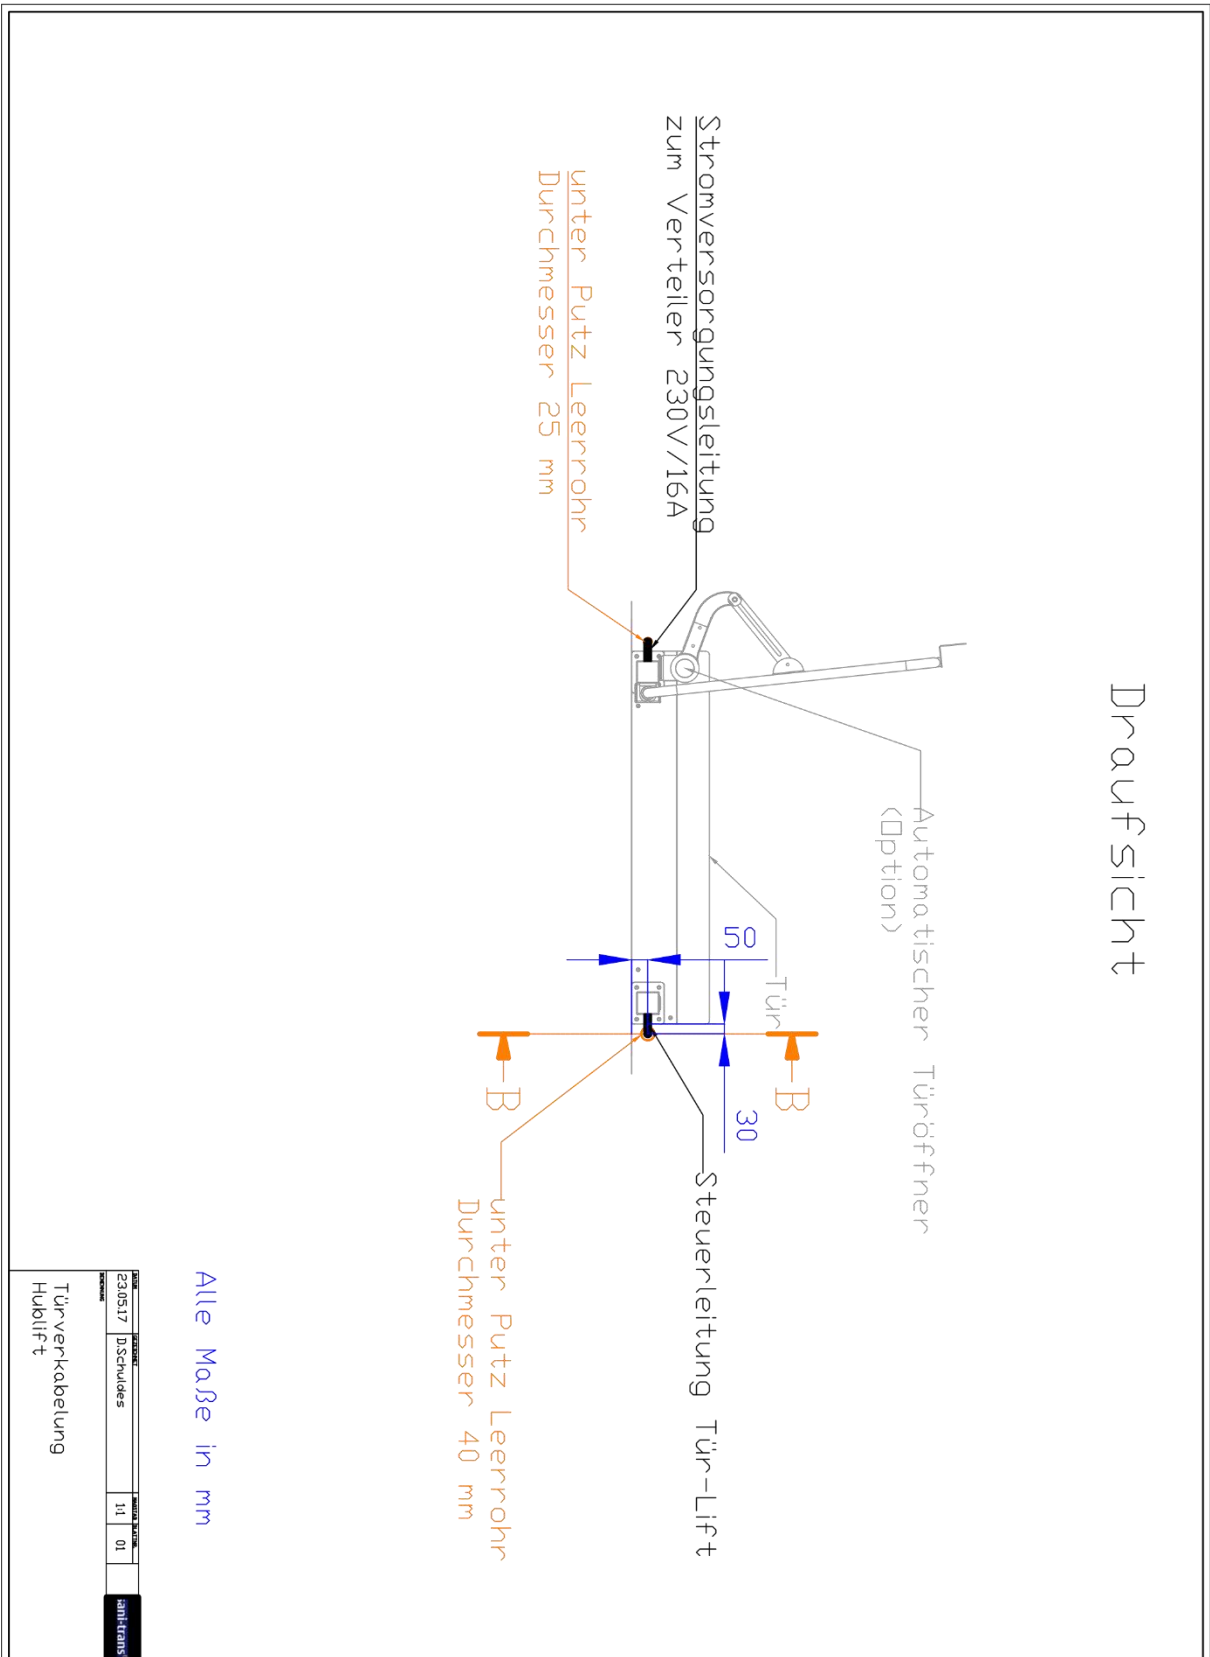 Draufsicht
Automatischer Türöffner
(Option)
Tür
50
30
B
B
Stromversorgungsleitung
zum Verteiler 230V/16A
Steuerleitung Tür-Lift
unter Putz Leerrohr
Durchmesser 25 mm
unter Putz Leerrohr
Durchmesser 40 mm
Alle Maße in mm
23.05.17
D.Schuldes
1:1
01
Türverkabelung
Hublift
sani-trans